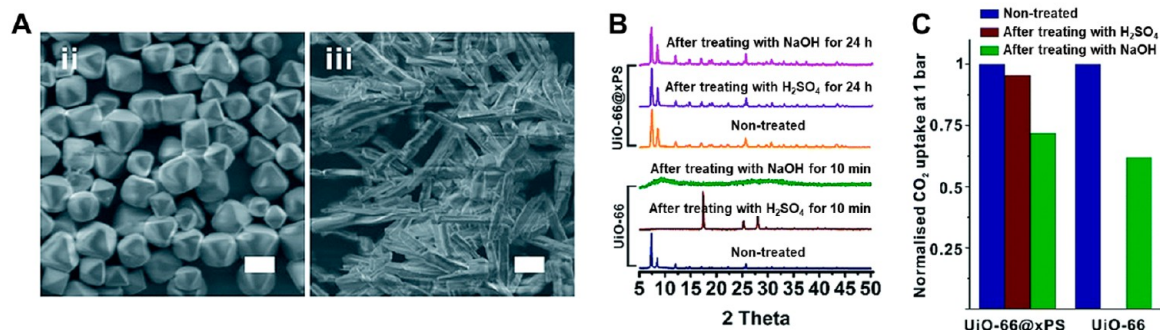 A
ii
iii
B
UiO-66@xPS
UiO-66
After treating with NaOH for 24 h
After treating with H₂SO₄ for 24 h
Non-treated
After treating with NaOH for 10 min
After treating with H₂SO₄ for 10 min
Non-treated
5 10 15 20 25 30 35 40 45 50
2 Theta
C
Non-treated
After treating with H₂SO₄
After treating with NaOH
Normalised CO₂ uptake at 1 bar
1
0.75
0.5
0.25
UiO-66@xPS UiO-66